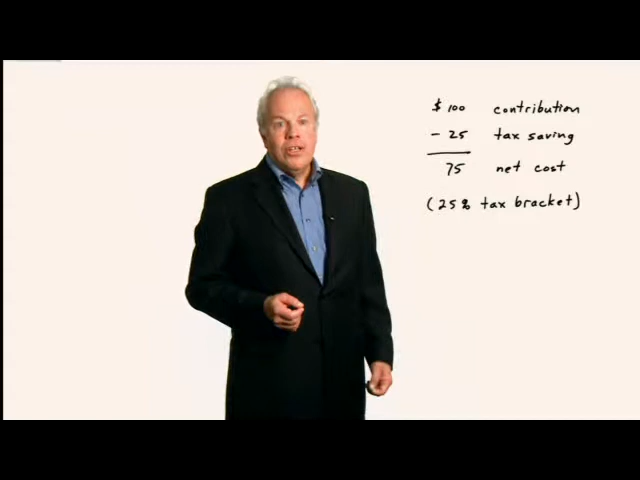 $ 100 contribution
- 25 tax saving
75 net cost
(25% tax bracket)